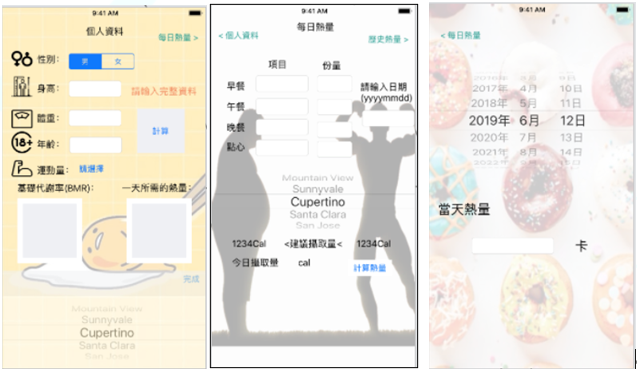 9:41 AM
個人資料
每日熱量 >
性別：
男
女
身高：
請輸入完整資料
體重：
計算
年齡：
18+
運動量：
請選擇
基礎代謝率(BMR)：
一天所需的熱量：
完成
Mountain View
Sunnyvale
Cupertino
Santa Clara
San Jose
9:41 AM
< 個人資料
每日熱量
歷史熱量 >
項目
份量
早餐
請輸入日期
(yyyymmdd)
午餐
晚餐
點心
Mountain View
Sunnyvale
Cupertino
Santa Clara
San Jose
1234Cal
<建議攝取量<
1234Cal
今日攝取量
cal
計算熱量
9:41 AM
< 每日熱量
2017年 4月 10日
2018年 5月 11日
2019年 6月 12日
2020年 7月 13日
2021年 8月 14日
當天熱量
卡